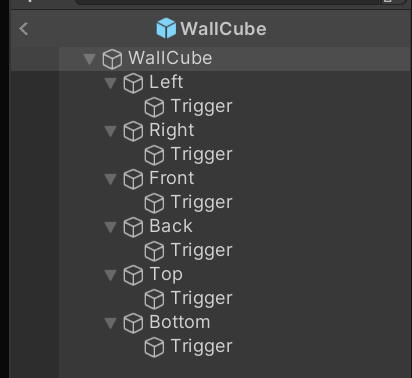 WallCube
WallCube
Left
Trigger
Right
Trigger
Front
Trigger
Back
Trigger
Top
Trigger
Bottom
Trigger